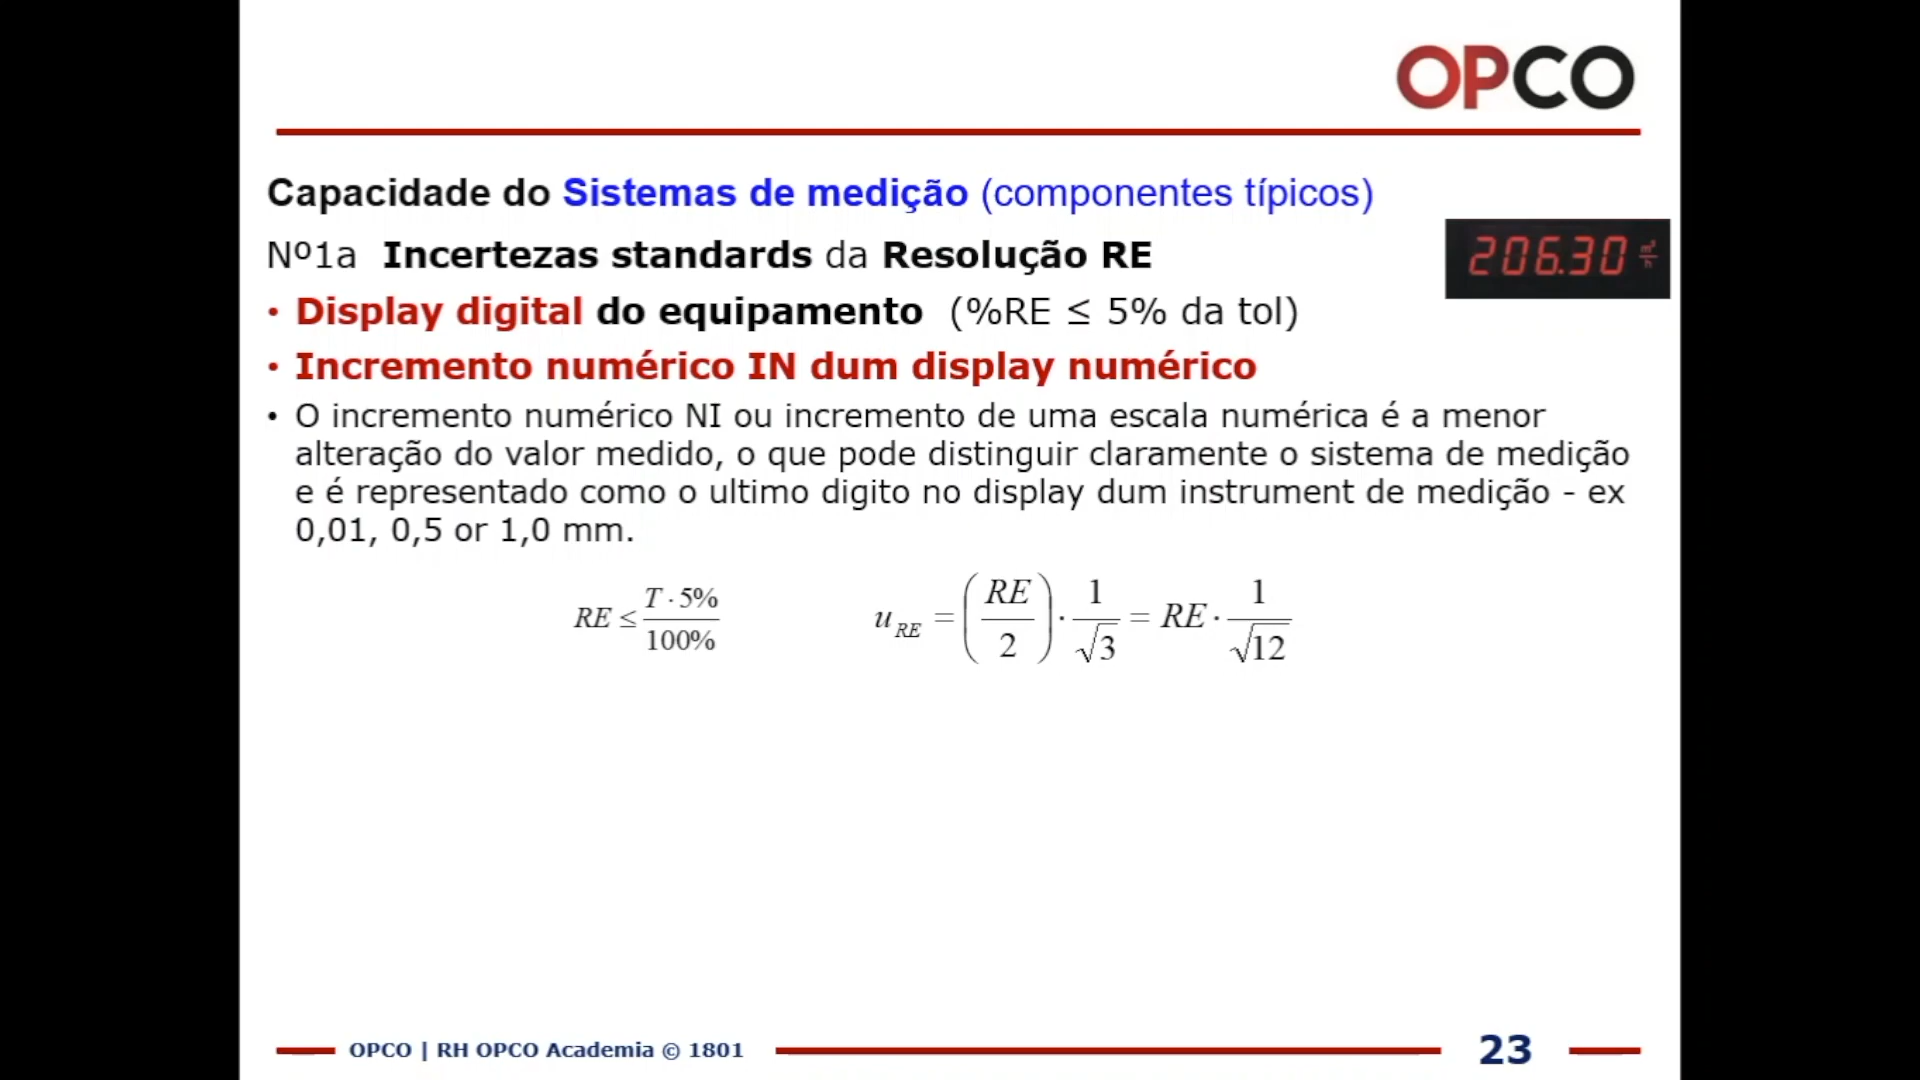 OPCO
Capacidade do Sistemas de medição (componentes típicos)
Nº1a Incertezas standards da Resolução RE
206.30 m³/h
• Display digital do equipamento (%RE ≤ 5% da tol)
• Incremento numérico IN dum display numérico
• O incremento numérico NI ou incremento de uma escala numérica é a menor
alteração do valor medido, o que pode distinguir claramente o sistema de medição
e é representado como o ultimo digito no display dum instrument de medição - ex
0,01, 0,5 or 1,0 mm.
RE ≤ T · 5% / 100%
u RE = (RE / 2) · 1 / √3 = RE · 1 / √12
OPCO | RH OPCO Academia © 1801
23